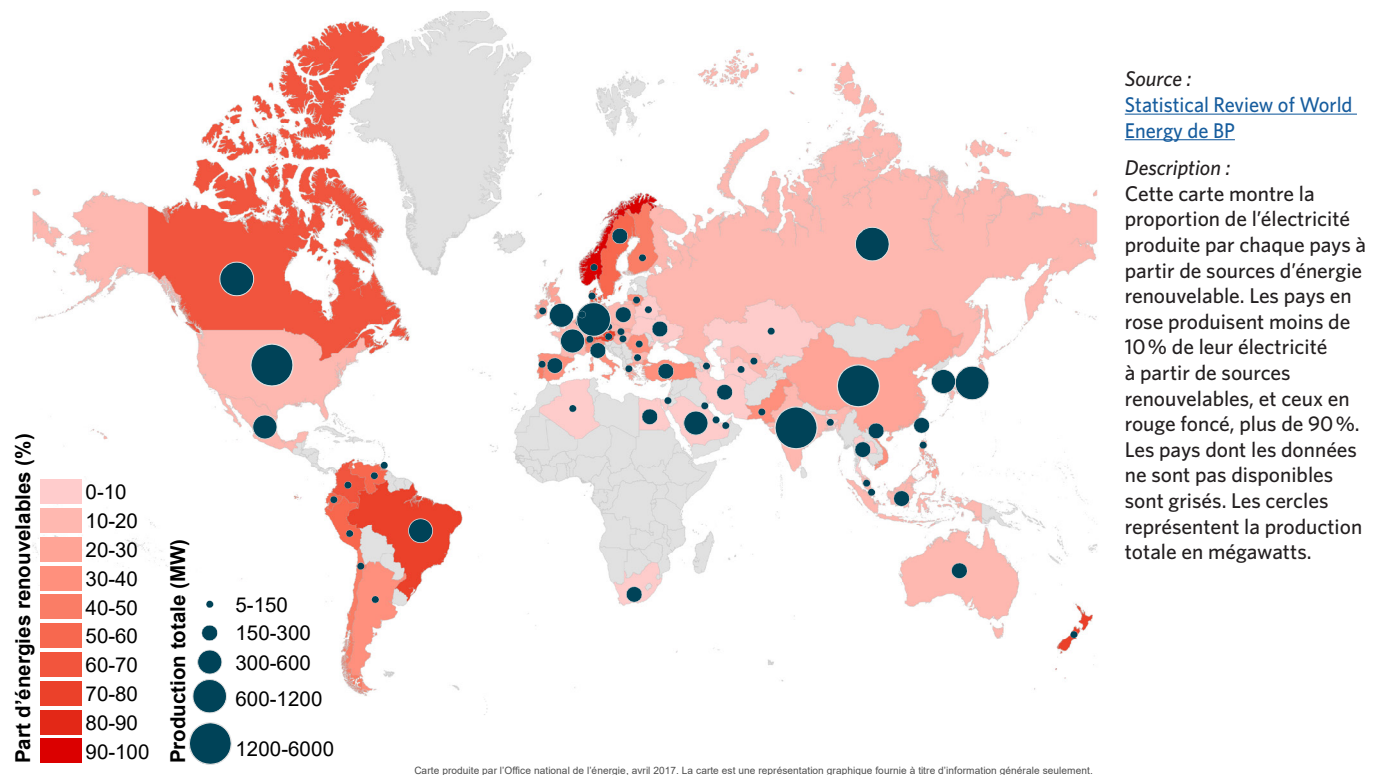 Source :
Statistical Review of World
Energy de BP
Description :
Cette carte montre la
proportion de l’électricité
produite par chaque pays à
partir de sources d’énergie
renouvelable. Les pays en
rose produisent moins de
10 % de leur électricité
à partir de sources
renouvelables, et ceux en
rouge foncé, plus de 90 %.
Les pays dont les données
ne sont pas disponibles
sont grisés. Les cercles
représentent la production
totale en mégawatts.
Part d’énergies renouvelables (%)
0-10
10-20
20-30
30-40
40-50
50-60
60-70
70-80
80-90
90-100
Production totale (MW)
5-150
150-300
300-600
600-1200
1200-6000
Carte produite par l’Office national de l’énergie, avril 2017. La carte est une représentation graphique fournie à titre d’information générale seulement.